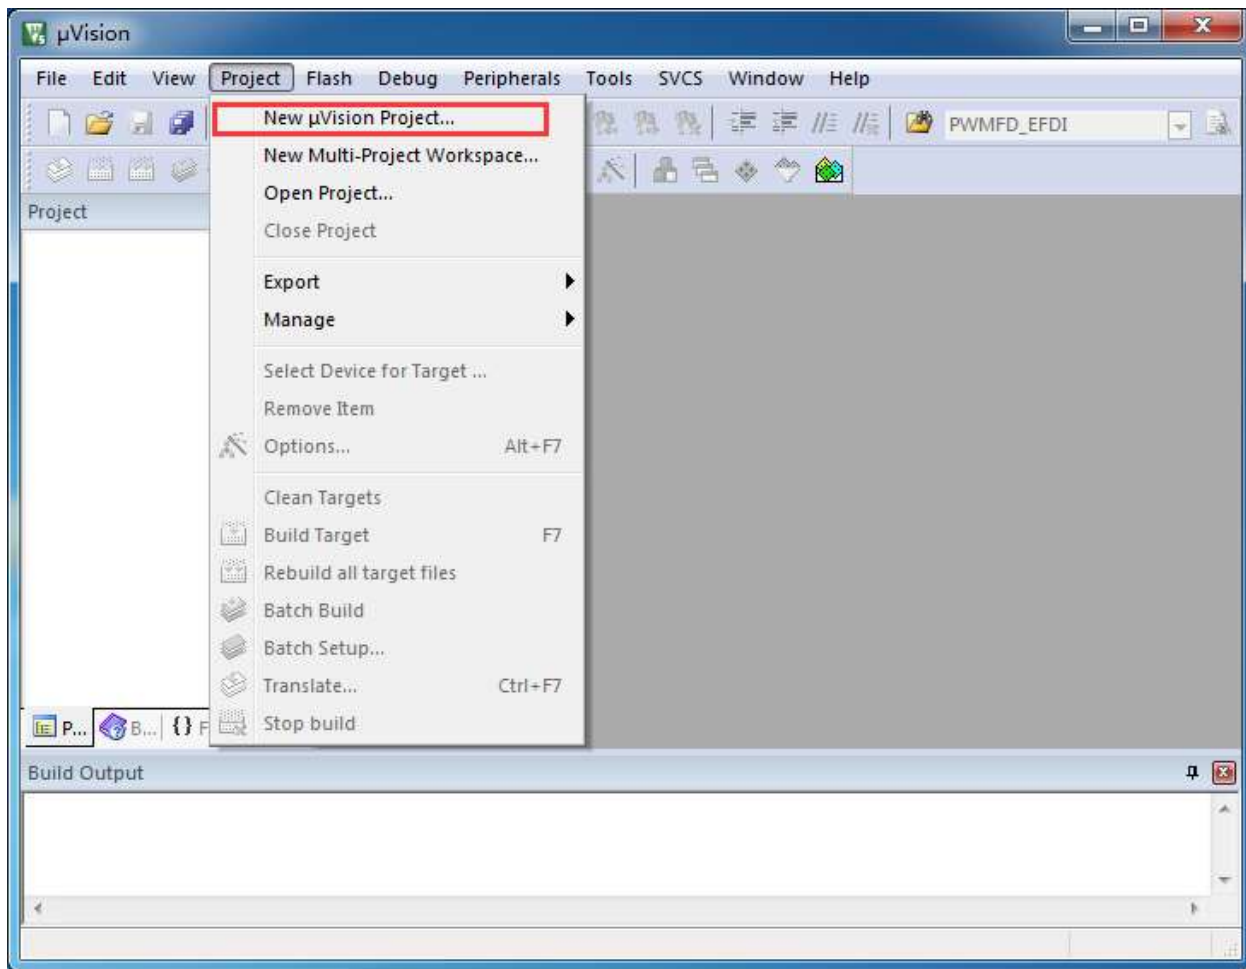 μVision
File Edit View Project Flash Debug Peripherals Tools SVCS Window Help
New μVision Project...
PWMFD_EFDI
New Multi-Project Workspace...
Project
Open Project...
Close Project
Export
Manage
Select Device for Target ...
Remove Item
Options... Alt+F7
Clean Targets
Build Target F7
Rebuild all target files
Batch Build
Batch Setup...
Translate... Ctrl+F7
Stop build
P... B... {} F
Build Output